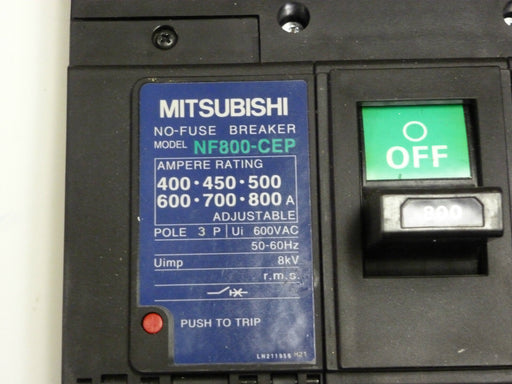 MITSUBISHI
NO-FUSE BREAKER
MODEL NF800-CEP
AMPERE RATING
400・450・500
600・700・800 A
ADJUSTABLE
POLE 3 P Ui 600VAC
50-60Hz
Uimp 8kV
r.m.s.
PUSH TO TRIP
OFF
800